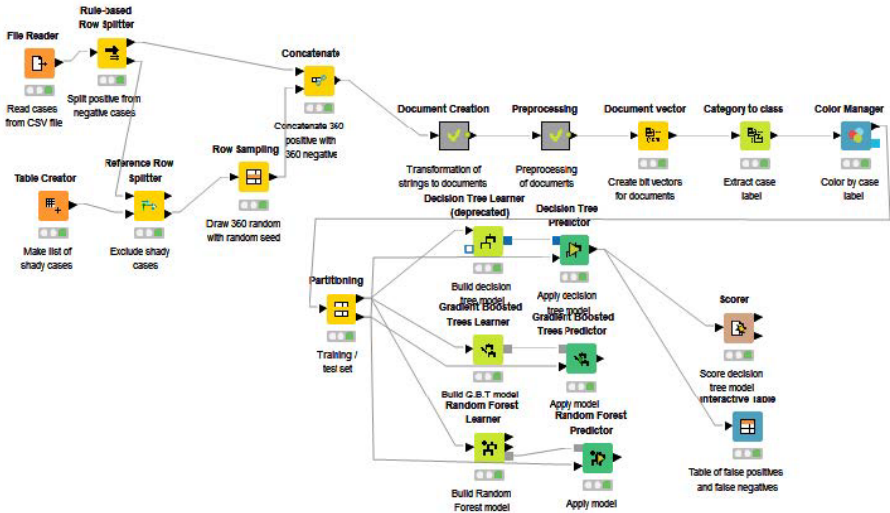 File Reader
Read cases
from CSV file
Rule-based
Row Splitter
Split positive from
negative cases
Concatenate
Concatenate 360
positive with
360 negative
Table Creator
Make list of
shady cases
Reference Row
Splitter
Exclude shady
cases
Row Sampling
Draw 360 random
with random seed
Document Creation
Transformation of
strings to documents
Preprocessing
Preprocessing
of documents
Document vector
Create bit vectors
for documents
Category to class
Extract case
label
Color Manager
Color by case
label
Partitioning
Training /
test set
Decision Tree Learner
(deprecated)
Build decision
tree model
Decision Tree
Predictor
Apply decision
tree model
Gradient Boosted
Trees Learner
Build G.B.T model
Gradient Boosted
Trees Predictor
Apply model
Random Forest
Learner
Build Random
Forest model
Random Forest
Predictor
Apply model
Scorer
Score decision
tree model
Interactive Table
Table of false positives
and false negatives